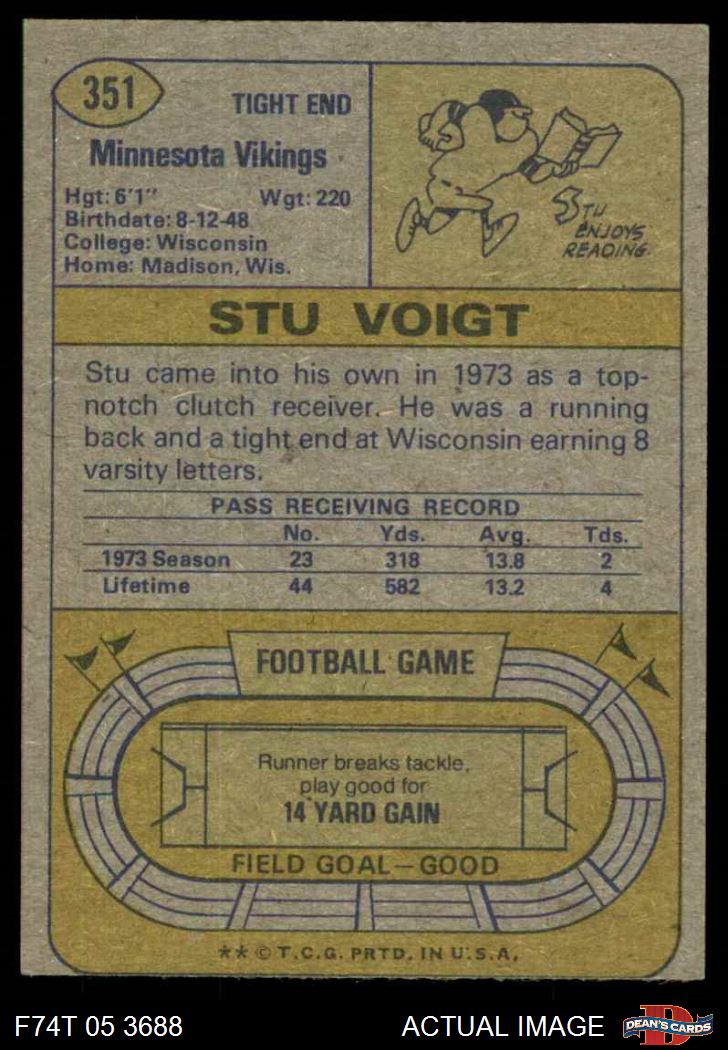 351
TIGHT END
Minnesota Vikings
Hgt: 6'1" Wgt: 220
Birthdate: 8-12-48
College: Wisconsin
Home: Madison, Wis.
STU
ENJOYS
READING.
STU VOIGT
Stu came into his own in 1973 as a top-
notch clutch receiver. He was a running
back and a tight end at Wisconsin earning 8
varsity letters.
PASS RECEIVING RECORD
No. Yds. Avg. Tds.
1973 Season 23 318 13.8 2
Lifetime 44 582 13.2 4
FOOTBALL GAME
Runner breaks tackle,
play good for
14 YARD GAIN
FIELD GOAL—GOOD
** © T.C.G. PRTD. IN U.S.A.
F74T 05 3688 ACTUAL IMAGE
D
DEAN'S CARDS